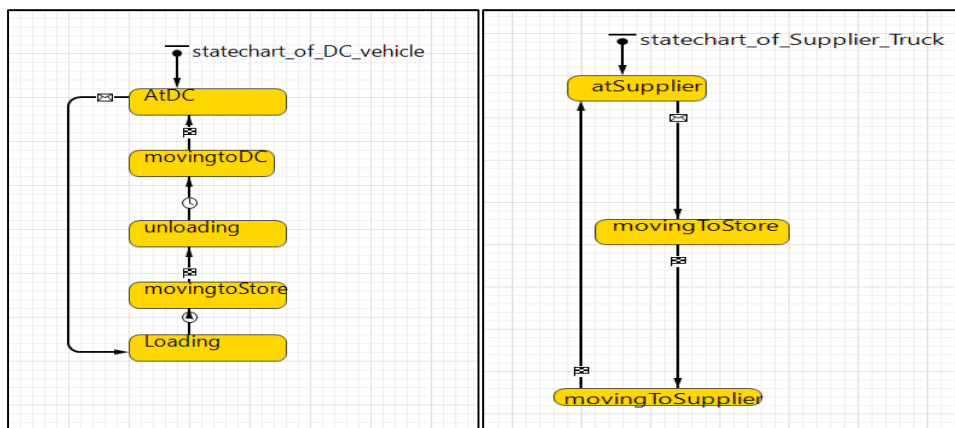 statechart_of_DC_vehicle
AtDC
movingtoDC
unloading
movingtoStore
Loading
statechart_of_Supplier_Truck
atSupplier
movingToStore
movingToSupplier